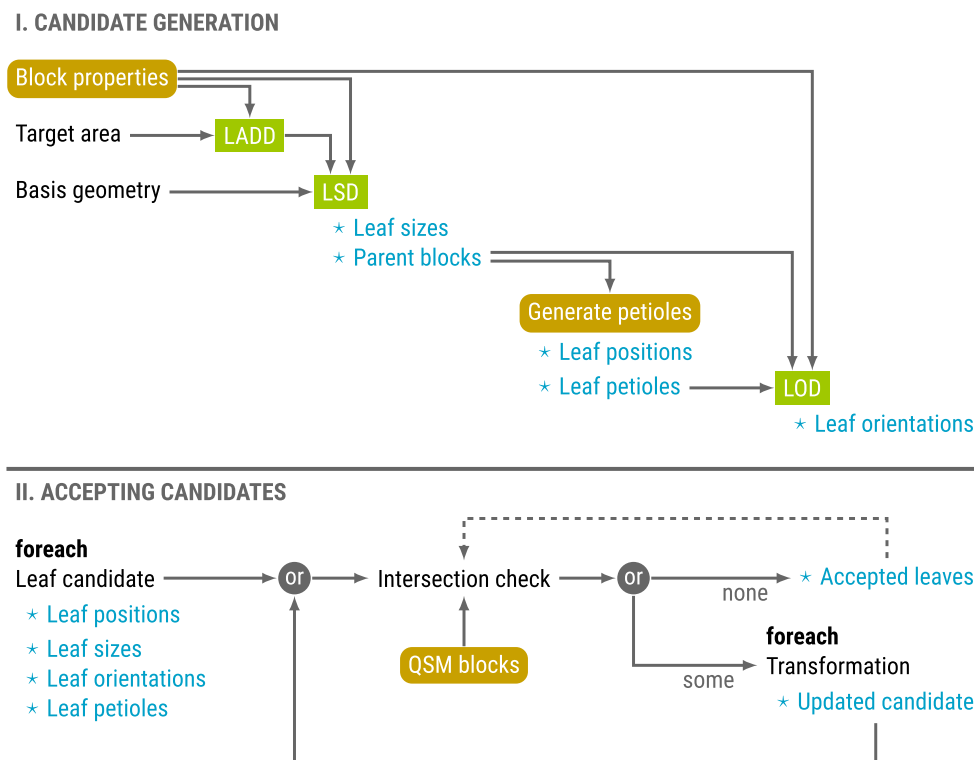 I. CANDIDATE GENERATION
Block properties
Target area
LADD
Basis geometry
LSD
⋆ Leaf sizes
⋆ Parent blocks
Generate petioles
⋆ Leaf positions
⋆ Leaf petioles
LOD
⋆ Leaf orientations
II. ACCEPTING CANDIDATES
foreach
Leaf candidate
⋆ Leaf positions
⋆ Leaf sizes
⋆ Leaf orientations
⋆ Leaf petioles
or
Intersection check
QSM blocks
or
none
⋆ Accepted leaves
some
foreach
Transformation
⋆ Updated candidate